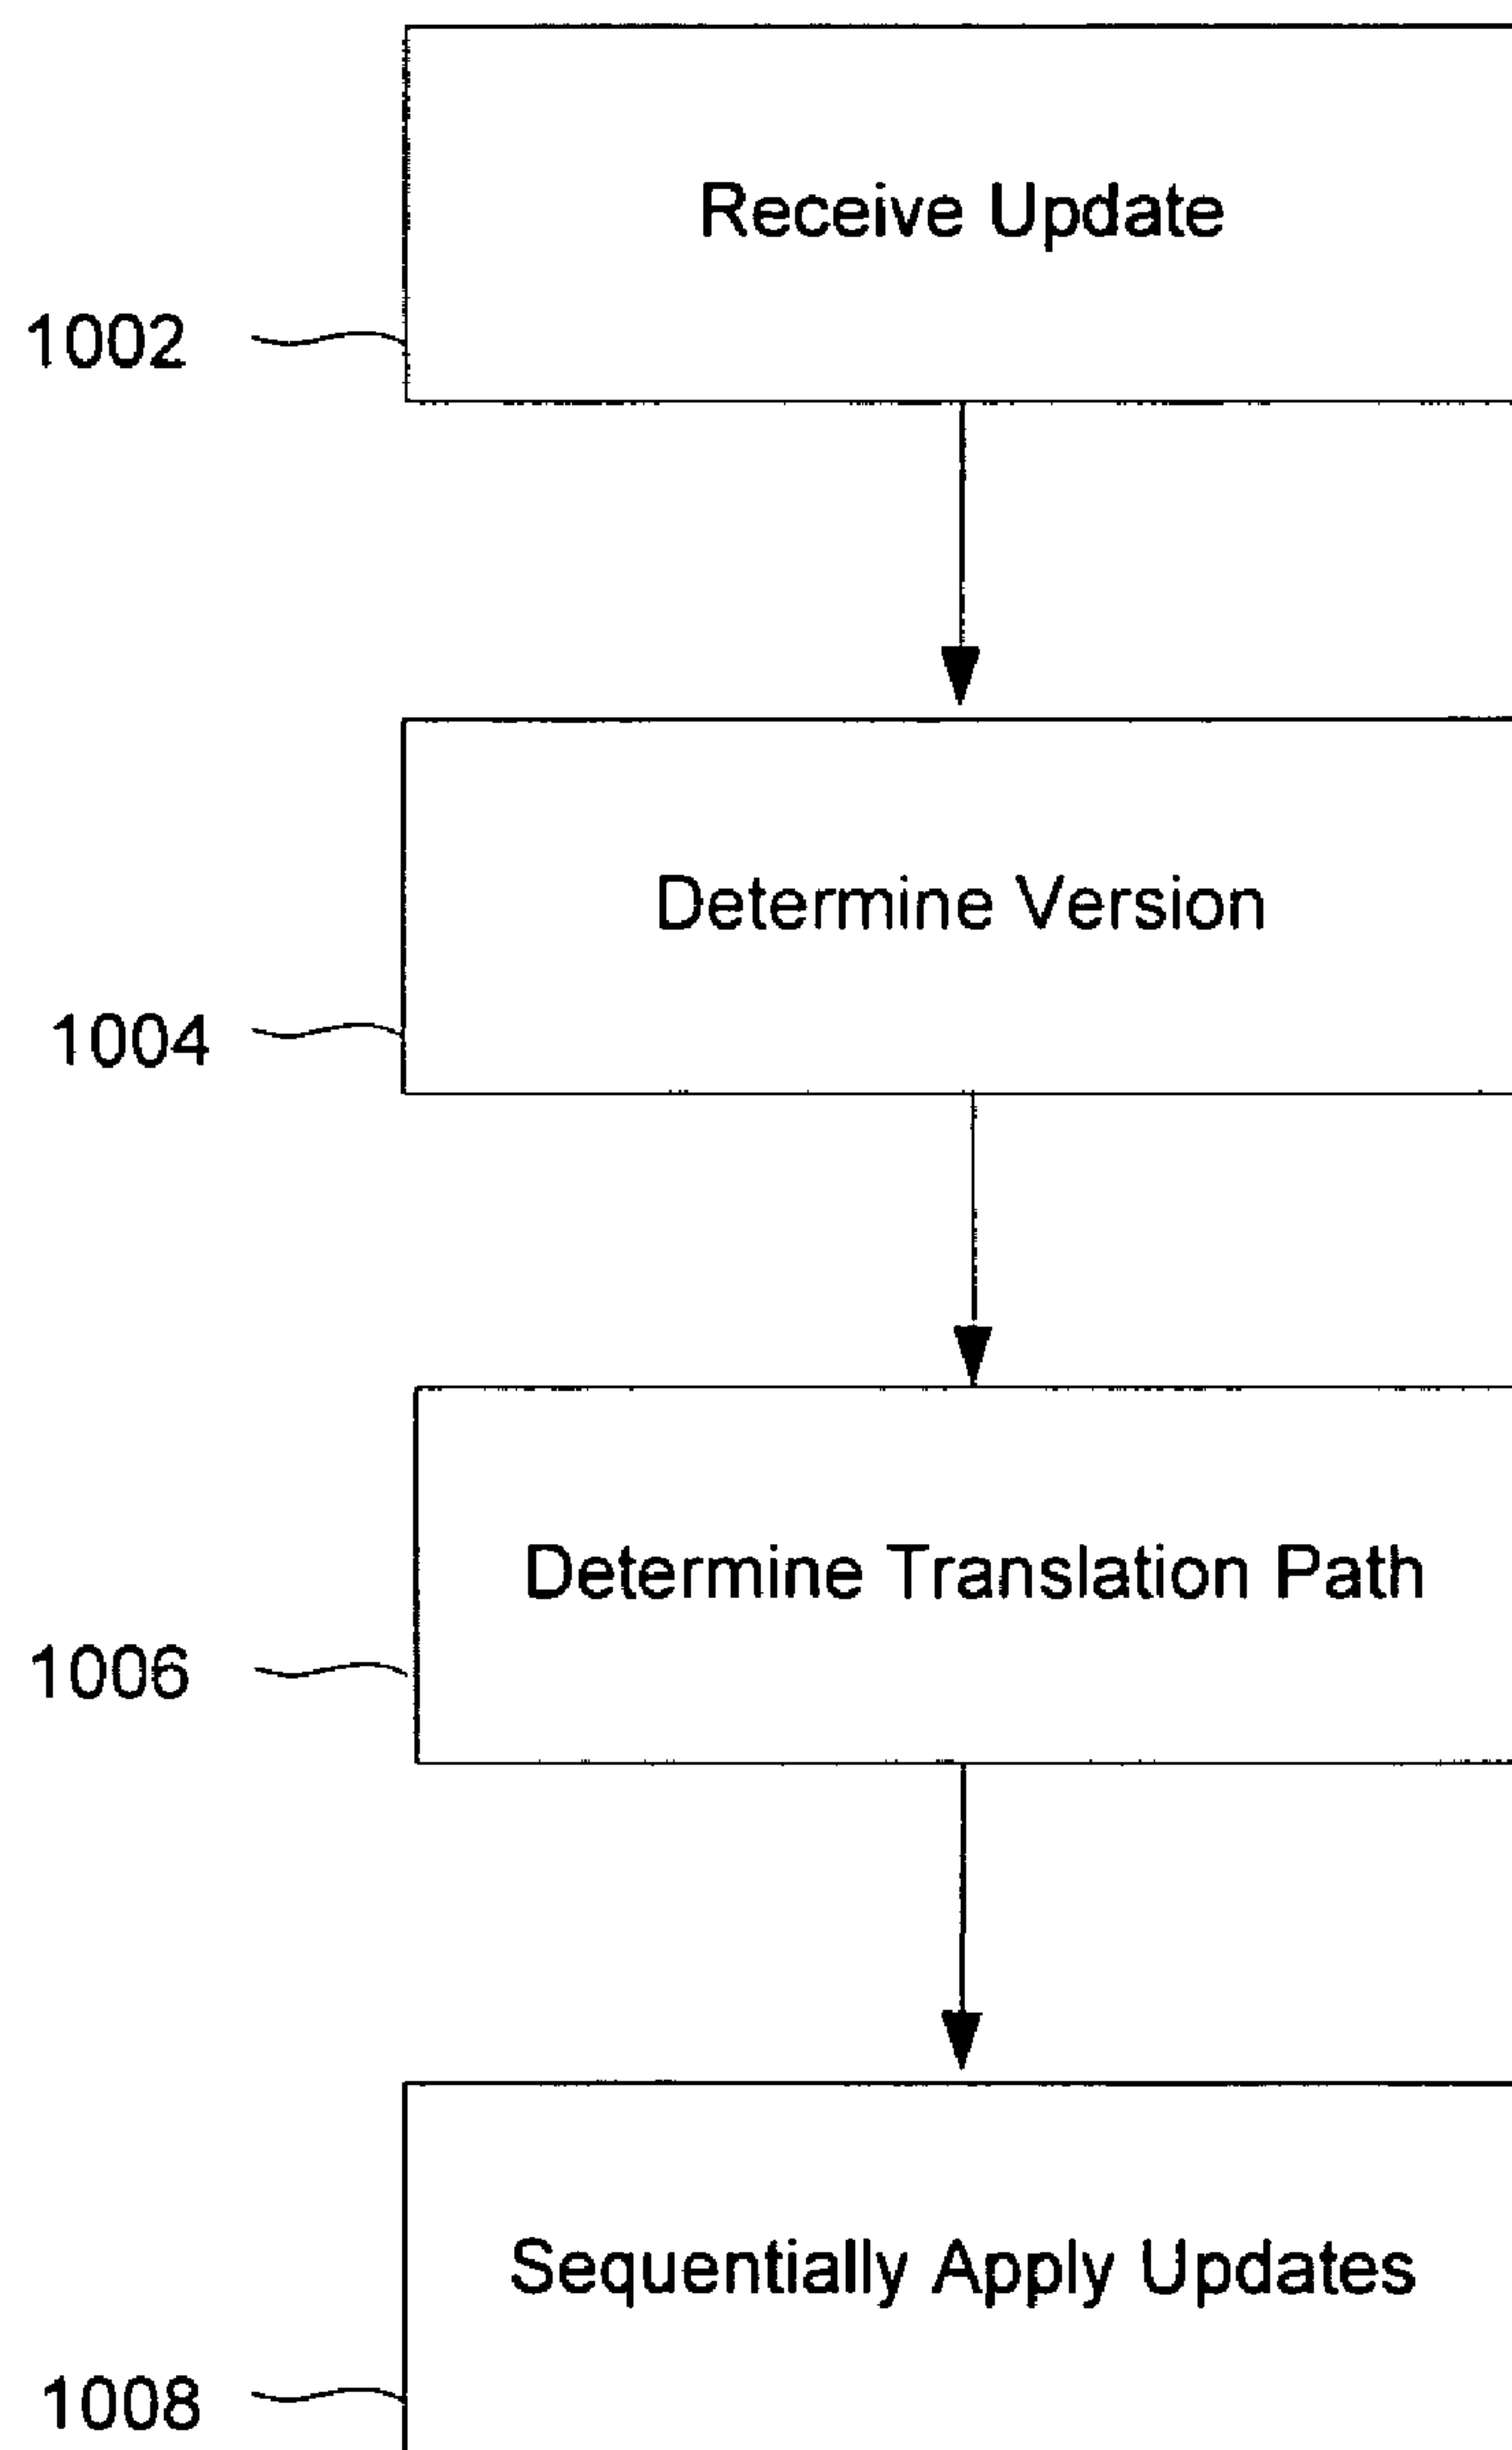 Receive Update
1002
Determine Version
1004
Determine Translation Path
1006
Sequentially Apply Updates
1008